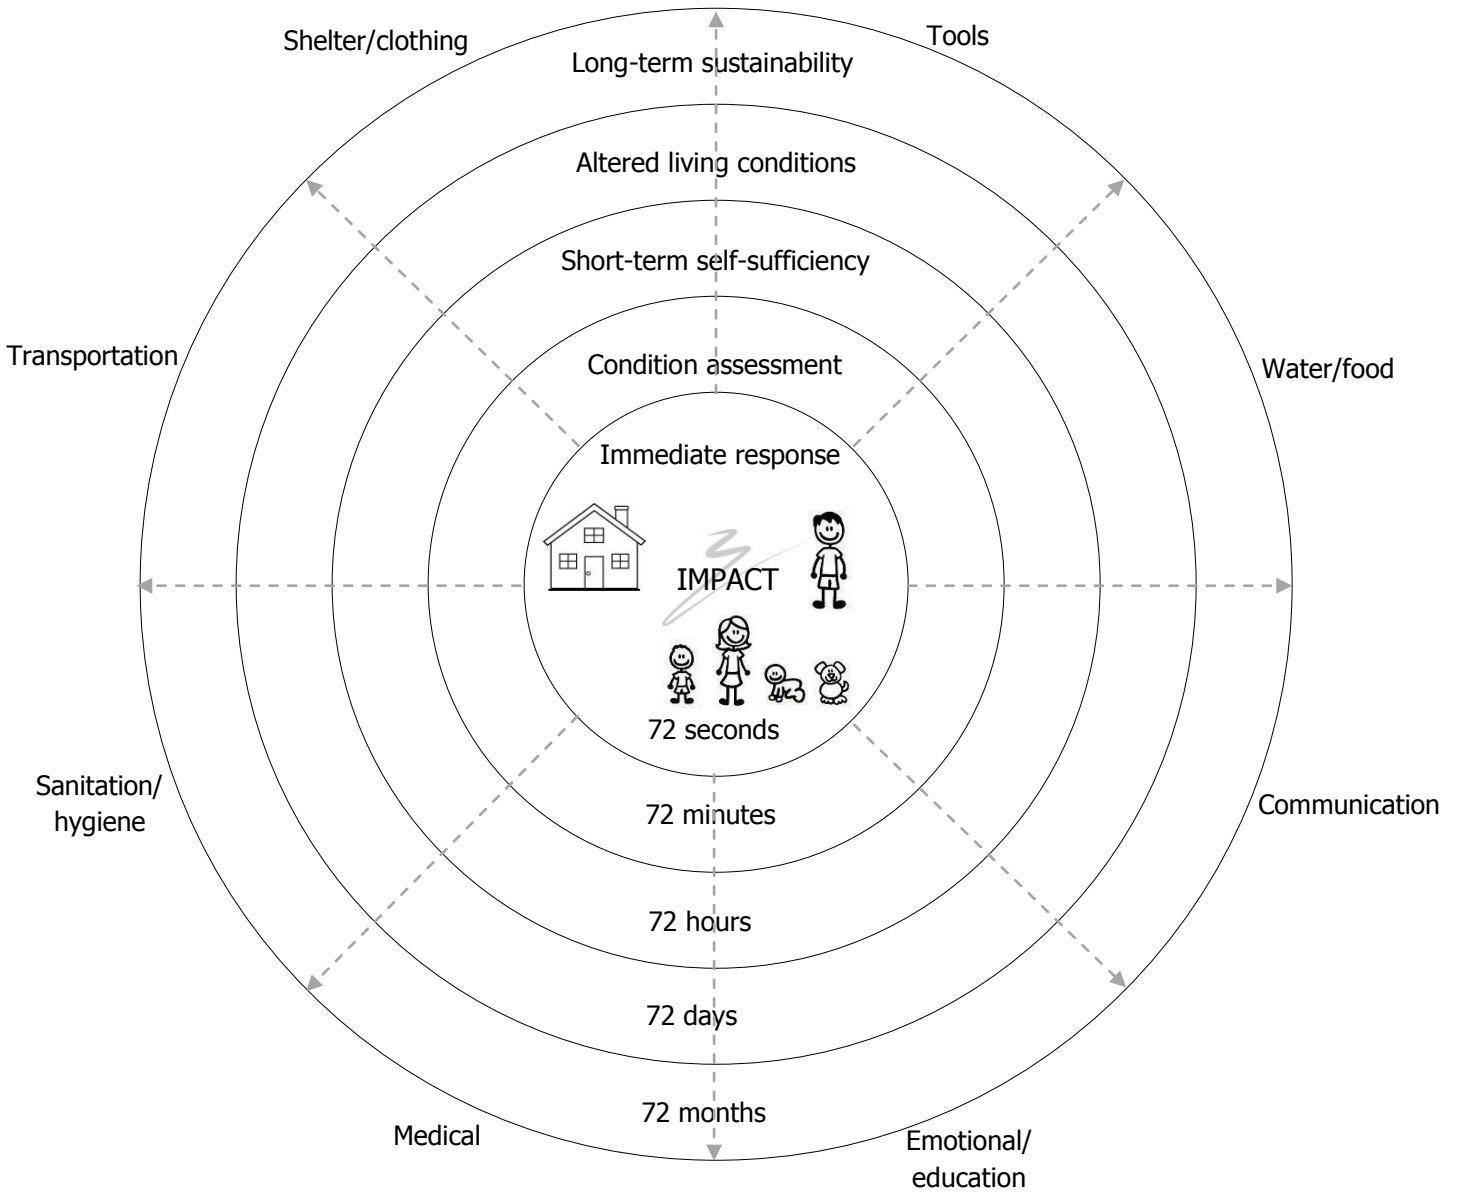 Tools
Shelter/clothing
Long-term sustainability
Altered living conditions
Short-term self-sufficiency
Transportation
Condition assessment
Water/food
Immediate response
IMPACT
72 seconds
Sanitation/
hygiene
Communication
72 minutes
72 hours
72 days
72 months
Medical
Emotional/
education